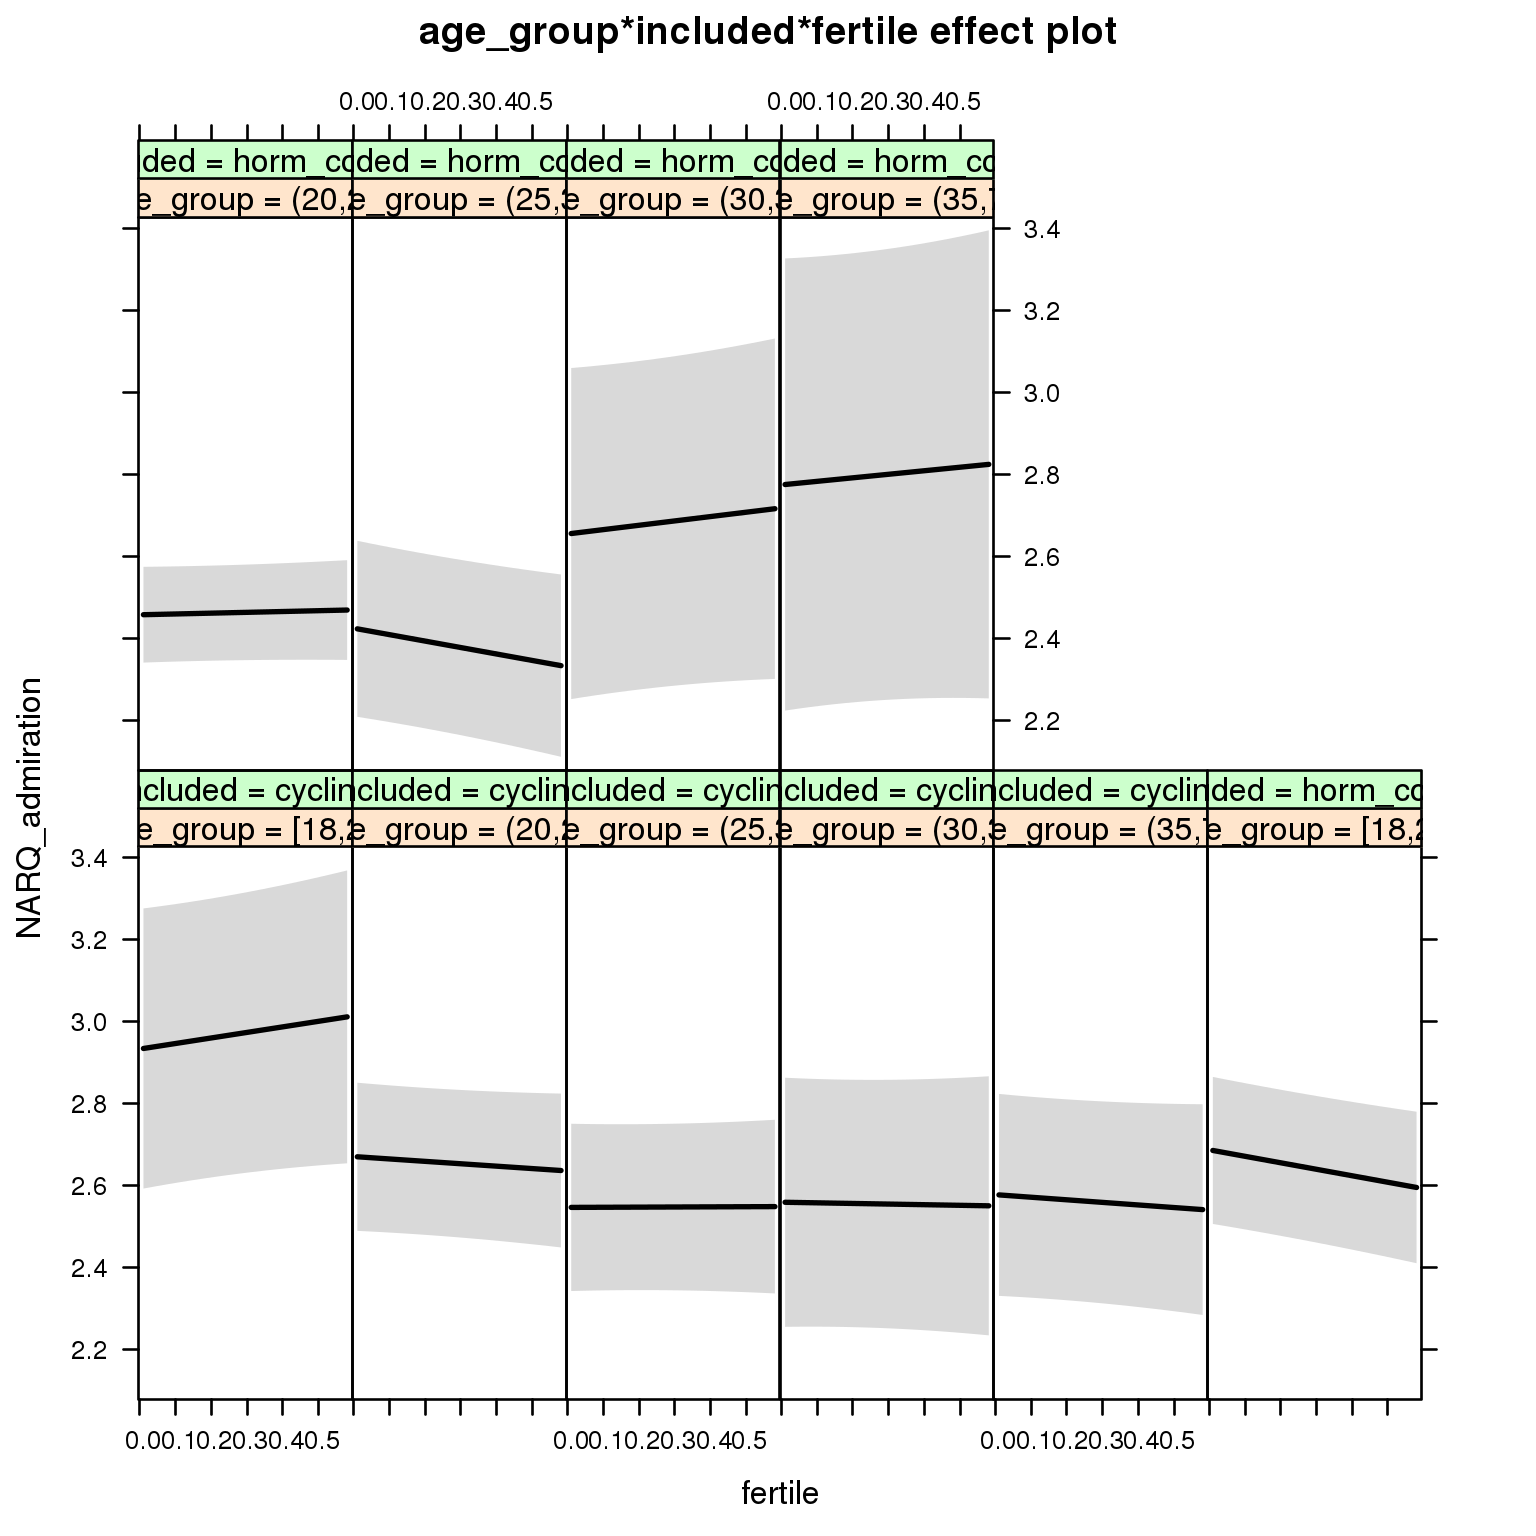 age_group*included*fertile effect plot
0.00.10.20.30.40.5 0.00.10.20.30.40.5
ded = horm_co ded = horm_co ded = horm_co ded = horm_co
e_group = (20, e_group = (25, e_group = (30, e_group = (35,
3.4
3.2
3.0
2.8
2.6
2.4
2.2
NARQ_admiration
ncluded = cyclin ncluded = cyclin ncluded = cyclin ncluded = cyclin ncluded = cyclin ded = horm_co
e_group = [18, e_group = (20, e_group = (25, e_group = (30, e_group = (35, e_group = [18,2
3.4
3.2
3.0
2.8
2.6
2.4
2.2
0.00.10.20.30.40.5 0.00.10.20.30.40.5 0.00.10.20.30.40.5
fertile